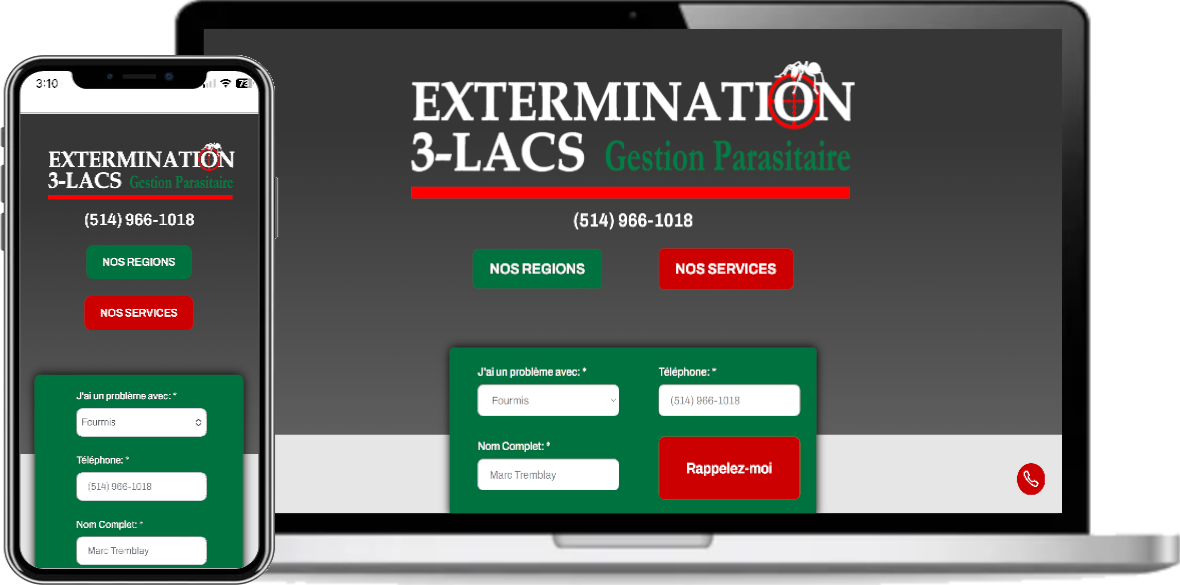 3:10
73
EXTERMINATION
3-LACS Gestion Parasitaire
(514) 966-1018
NOS REGIONS
NOS SERVICES
J'ai un problème avec: *
Fourmis
Téléphone: *
(514) 966-1018
Nom Complet: *
Marc Tremblay
EXTERMINATION
3-LACS Gestion Parasitaire
(514) 966-1018
NOS REGIONS NOS SERVICES
J'ai un problème avec: * Téléphone: *
Fourmis (514) 966-1018
Nom Complet: *
Marc Tremblay Rappelez-moi